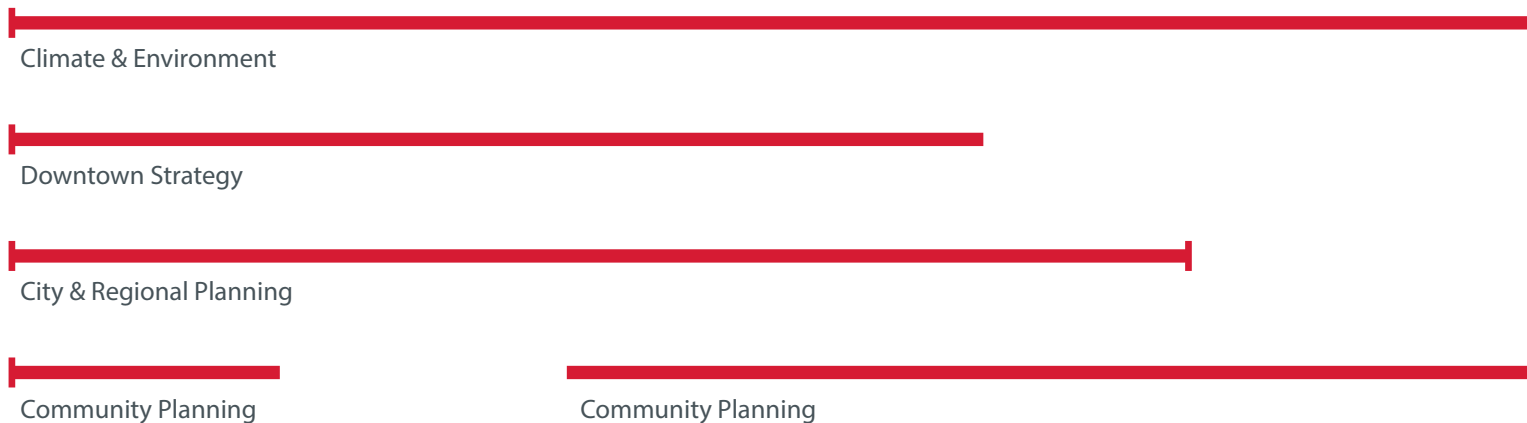 Climate & Environment
Downtown Strategy
City & Regional Planning
Community Planning
Community Planning